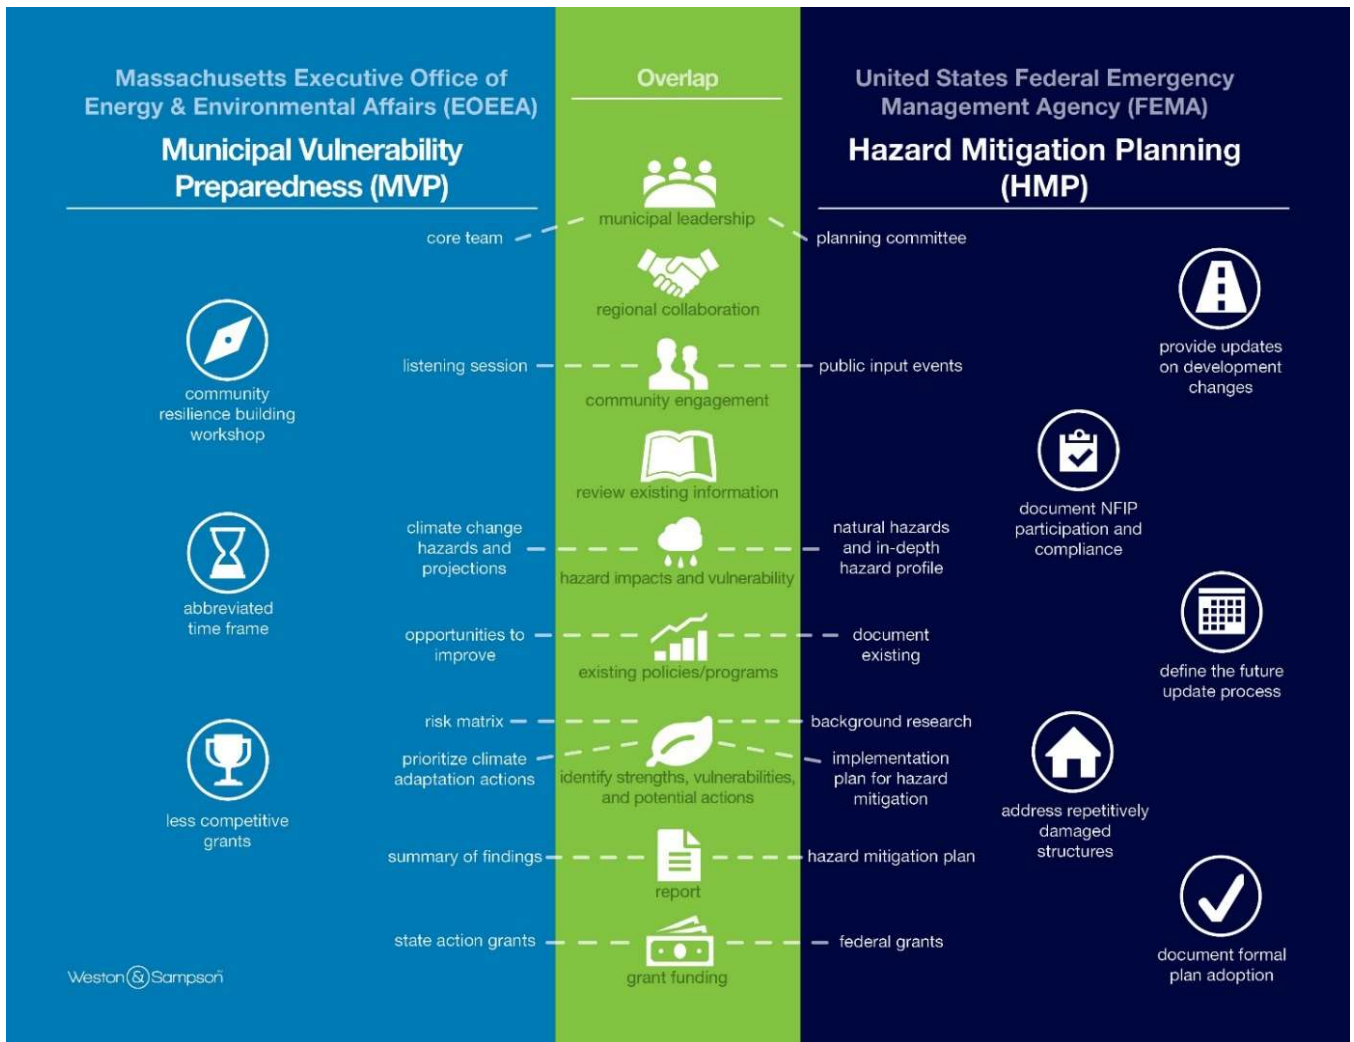 Massachusetts Executive Office of
Energy & Environmental Affairs (EOEEA)
Municipal Vulnerability
Preparedness (MVP)
core team
community
resilience building
workshop
listening session
climate change
hazards and
projections
abbreviated
time frame
opportunities to
improve
risk matrix
prioritize climate
adaptation actions
less competitive
grants
summary of findings
state action grants
Weston&Sampson
Overlap
municipal leadership
regional collaboration
community engagement
review existing information
hazard impacts and vulnerability
existing policies/programs
identify strengths, vulnerabilities,
and potential actions
report
grant funding
United States Federal Emergency
Management Agency (FEMA)
Hazard Mitigation Planning
(HMP)
planning committee
provide updates
on development
changes
public input events
document NFIP
participation and
compliance
natural hazards
and in-depth
hazard profile
define the future
update process
document
existing
background research
implementation
plan for hazard
mitigation
address repetitively
damaged
structures
hazard mitigation plan
federal grants
document formal
plan adoption